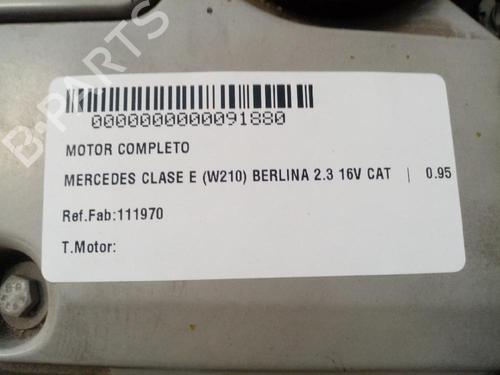 0000000000091880
MOTOR COMPLETO
MERCEDES CLASE E (W210) BERLINA 2.3 16V CAT | 0.95
Ref.Fab:111970
T.Motor:
B-PARTS